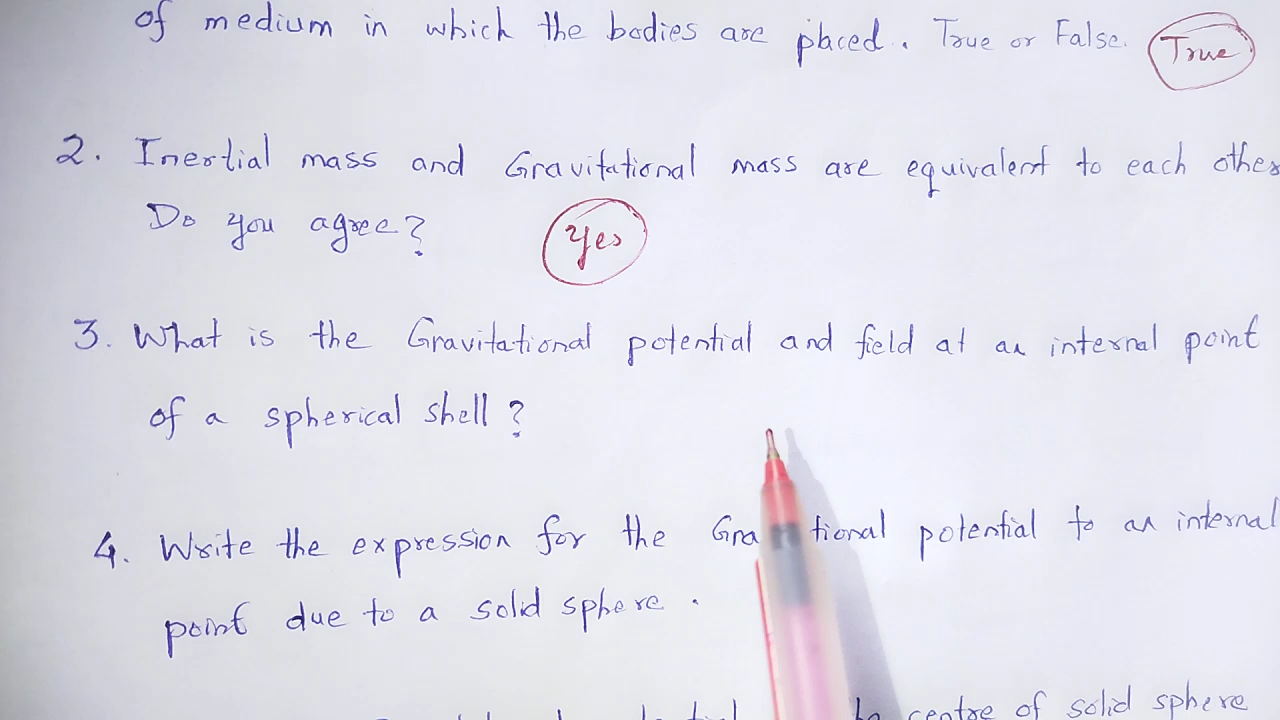 of medium in which the bodies are placed. True or False. True
2. Inertial mass and Gravitational mass are equivalent to each other
Do you agree? Yes
3. What is the Gravitational potential and field at an internal point
of a spherical shell?
4. Write the expression for the Gra tional potential to an internal
point due to a solid sphere.
centre of solid sphere